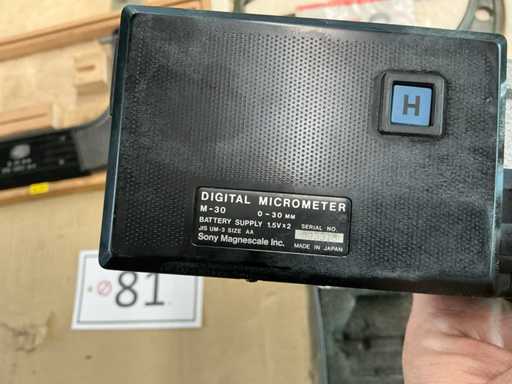 H
DIGITAL MICROMETER
M-30 0-30 MM
BATTERY SUPPLY 1.5V×2 SERIAL NO.
JIS UM-3 SIZE AA
Sony Magnescale Inc. MADE IN JAPAN
81